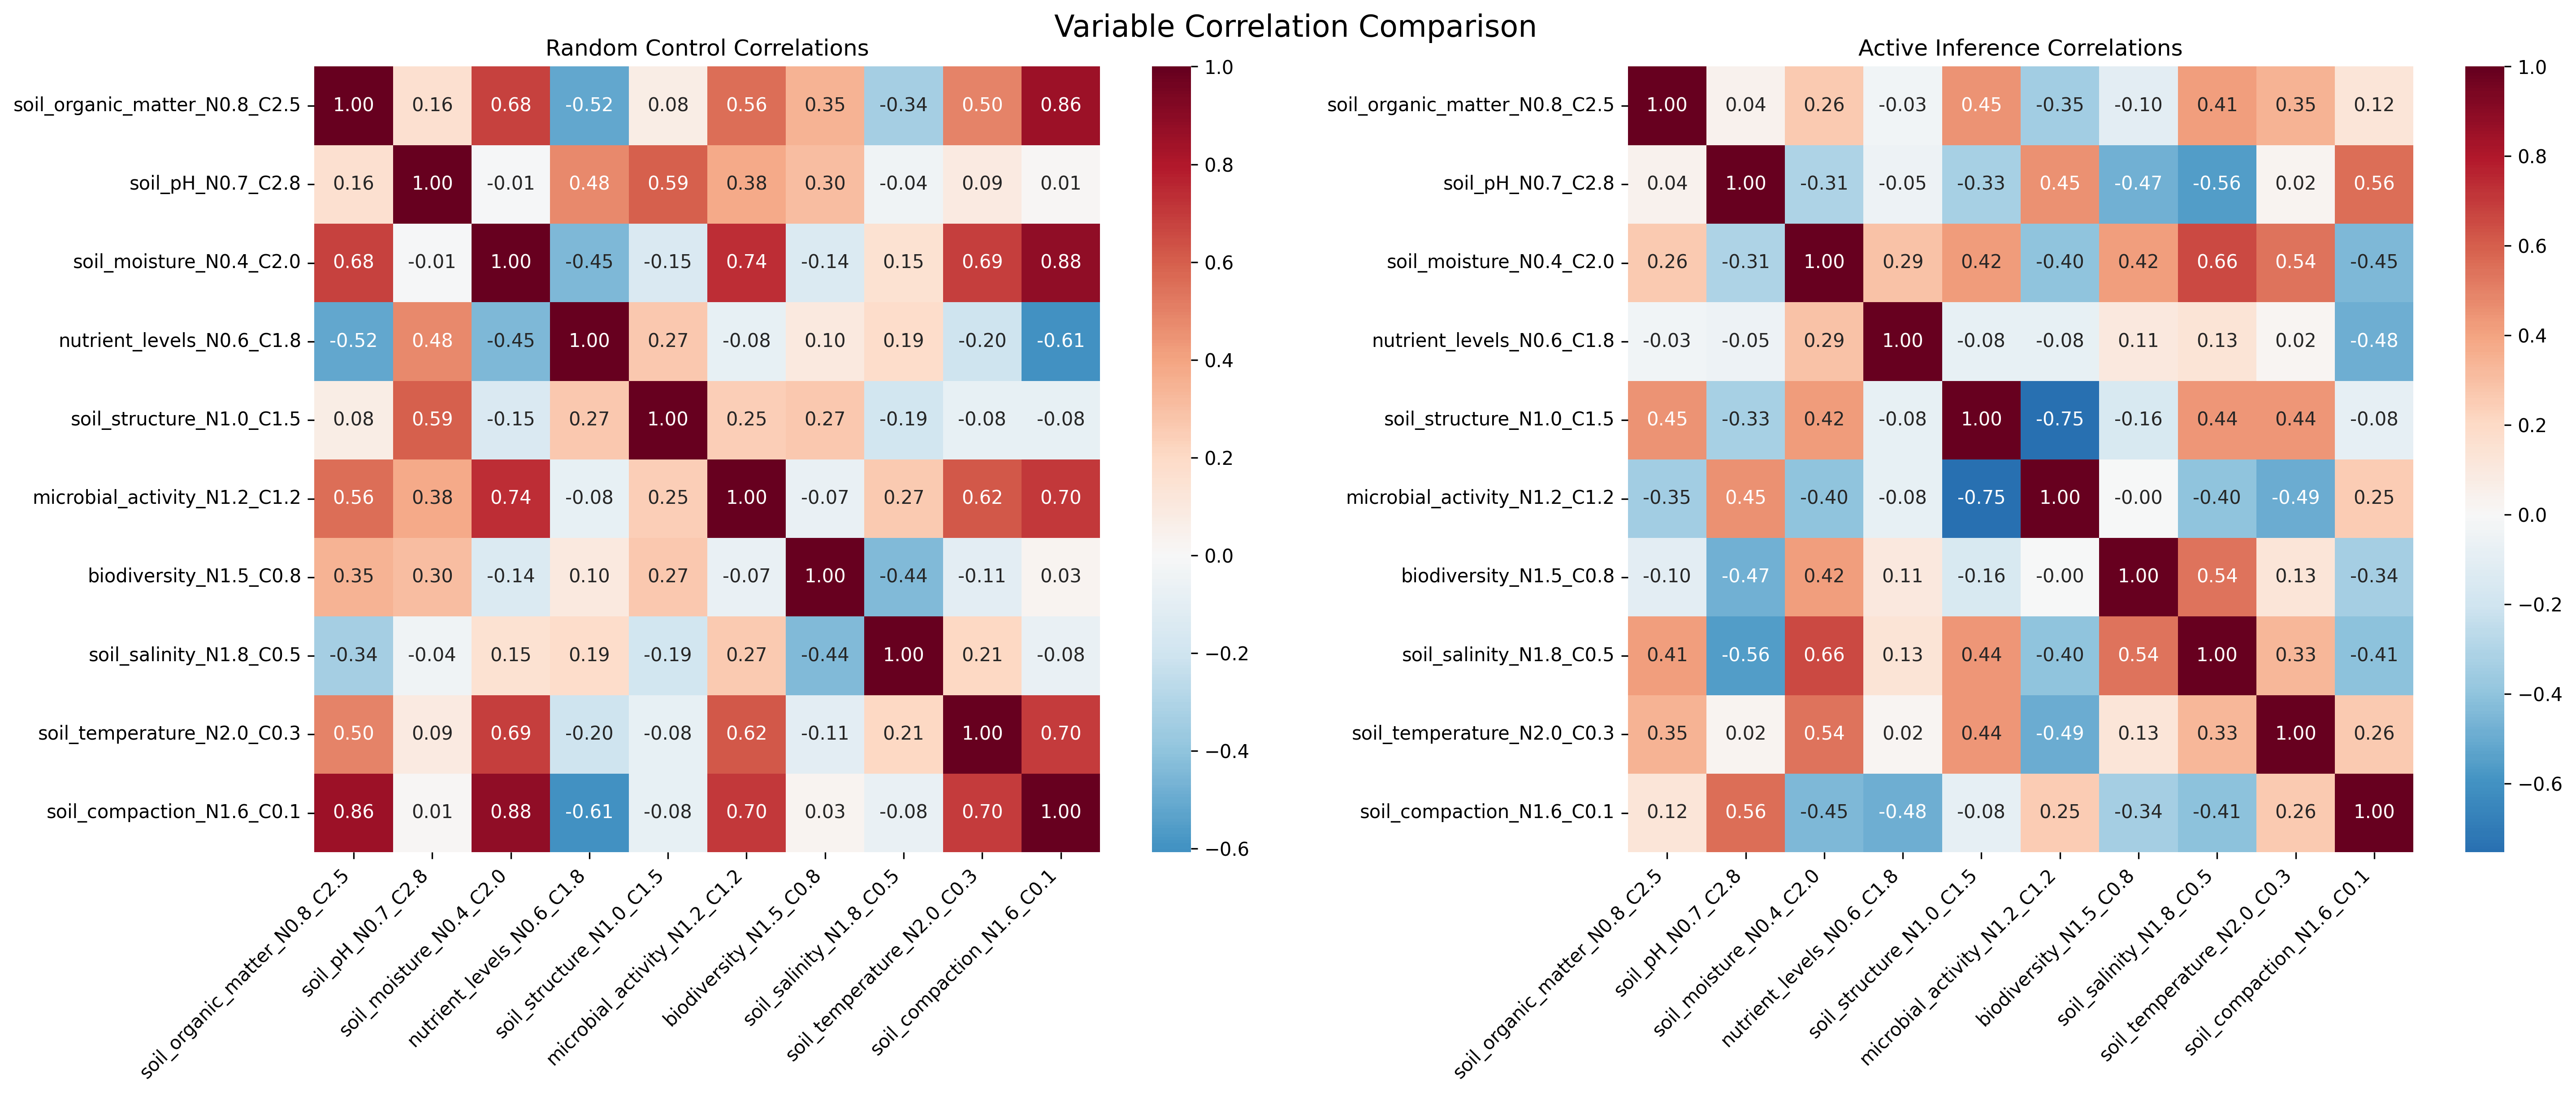 Variable Correlation Comparison
Random Control Correlations
soil_organic_matter_N0.8_C2.5 1.00 0.16 0.68 -0.52 0.08 0.56 0.35 -0.34 0.50 0.86
soil_pH_N0.7_C2.8 0.16 1.00 -0.01 0.48 0.59 0.38 0.30 -0.04 0.09 0.01
soil_moisture_N0.4_C2.0 0.68 -0.01 1.00 -0.45 -0.15 0.74 -0.14 0.15 0.69 0.88
nutrient_levels_N0.6_C1.8 -0.52 0.48 -0.45 1.00 0.27 -0.08 0.10 0.19 -0.20 -0.61
soil_structure_N1.0_C1.5 0.08 0.59 -0.15 0.27 1.00 0.25 0.27 -0.19 -0.08 -0.08
microbial_activity_N1.2_C1.2 0.56 0.38 0.74 -0.08 0.25 1.00 -0.07 0.27 0.62 0.70
biodiversity_N1.5_C0.8 0.35 0.30 -0.14 0.10 0.27 -0.07 1.00 -0.44 -0.11 0.03
soil_salinity_N1.8_C0.5 -0.34 -0.04 0.15 0.19 -0.19 0.27 -0.44 1.00 0.21 -0.08
soil_temperature_N2.0_C0.3 0.50 0.09 0.69 -0.20 -0.08 0.62 -0.11 0.21 1.00 0.70
soil_compaction_N1.6_C0.1 0.86 0.01 0.88 -0.61 -0.08 0.70 0.03 -0.08 0.70 1.00
soil_organic_matter_N0.8_C2.5
soil_pH_N0.7_C2.8
soil_moisture_N0.4_C2.0
nutrient_levels_N0.6_C1.8
soil_structure_N1.0_C1.5
microbial_activity_N1.2_C1.2
biodiversity_N1.5_C0.8
soil_salinity_N1.8_C0.5
soil_temperature_N2.0_C0.3
soil_compaction_N1.6_C0.1
1.0
0.8
0.6
0.4
0.2
0.0
−0.2
−0.4
−0.6
Active Inference Correlations
soil_organic_matter_N0.8_C2.5 1.00 0.04 0.26 -0.03 0.45 -0.35 -0.10 0.41 0.35 0.12
soil_pH_N0.7_C2.8 0.04 1.00 -0.31 -0.05 -0.33 0.45 -0.47 -0.56 0.02 0.56
soil_moisture_N0.4_C2.0 0.26 -0.31 1.00 0.29 0.42 -0.40 0.42 0.66 0.54 -0.45
nutrient_levels_N0.6_C1.8 -0.03 -0.05 0.29 1.00 -0.08 -0.08 0.11 0.13 0.02 -0.48
soil_structure_N1.0_C1.5 0.45 -0.33 0.42 -0.08 1.00 -0.75 -0.16 0.44 0.44 -0.08
microbial_activity_N1.2_C1.2 -0.35 0.45 -0.40 -0.08 -0.75 1.00 -0.00 -0.40 -0.49 0.25
biodiversity_N1.5_C0.8 -0.10 -0.47 0.42 0.11 -0.16 -0.00 1.00 0.54 0.13 -0.34
soil_salinity_N1.8_C0.5 0.41 -0.56 0.66 0.13 0.44 -0.40 0.54 1.00 0.33 -0.41
soil_temperature_N2.0_C0.3 0.35 0.02 0.54 0.02 0.44 -0.49 0.13 0.33 1.00 0.26
soil_compaction_N1.6_C0.1 0.12 0.56 -0.45 -0.48 -0.08 0.25 -0.34 -0.41 0.26 1.00
soil_organic_matter_N0.8_C2.5
soil_pH_N0.7_C2.8
soil_moisture_N0.4_C2.0
nutrient_levels_N0.6_C1.8
soil_structure_N1.0_C1.5
microbial_activity_N1.2_C1.2
biodiversity_N1.5_C0.8
soil_salinity_N1.8_C0.5
soil_temperature_N2.0_C0.3
soil_compaction_N1.6_C0.1
1.0
0.8
0.6
0.4
0.2
0.0
−0.2
−0.4
−0.6